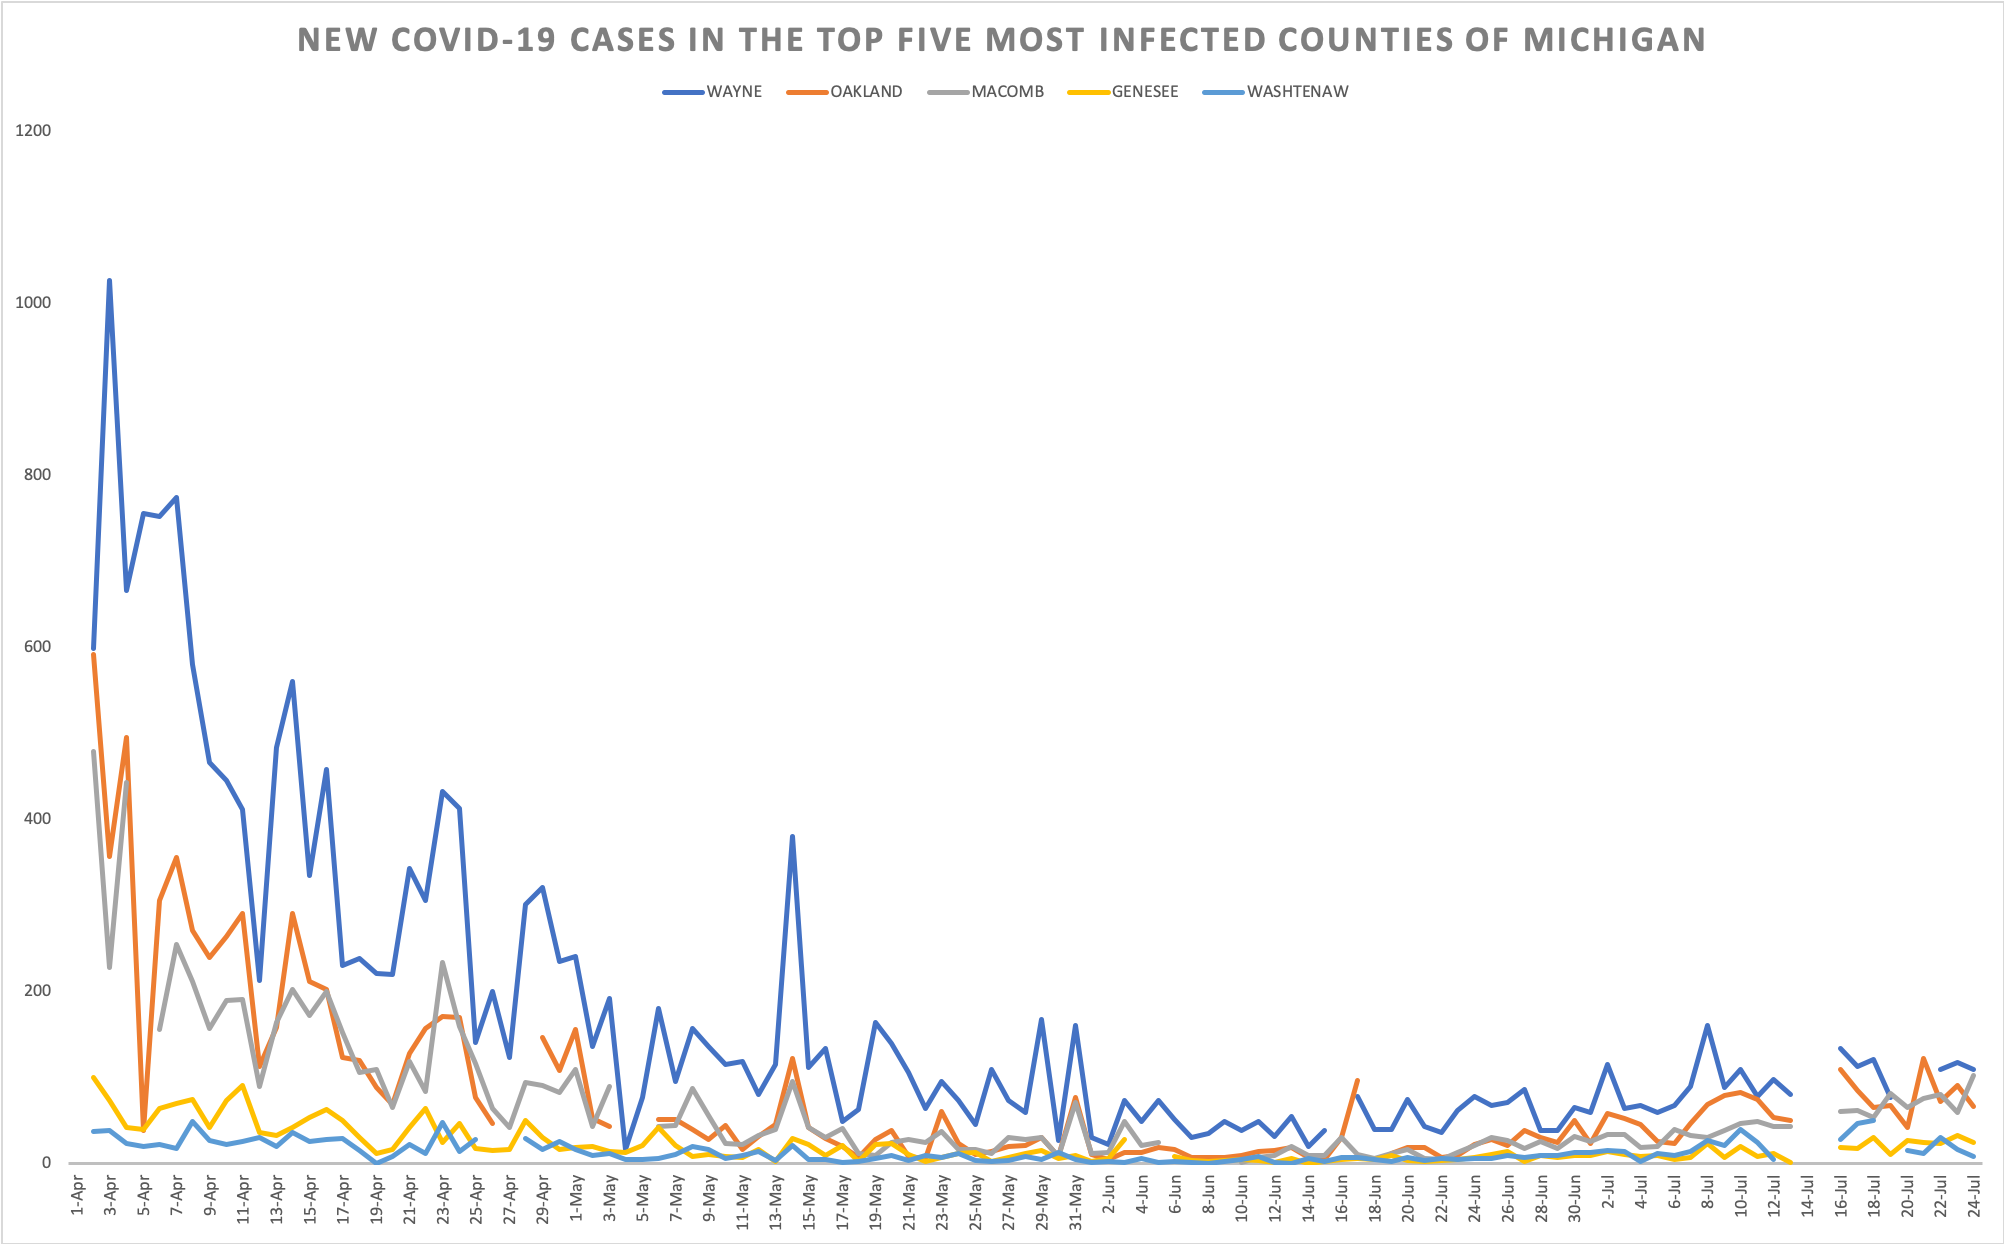 NEW COVID-19 CASES IN THE TOP FIVE MOST INFECTED COUNTIES OF MICHIGAN
WAYNE OAKLAND MACOMB GENESEE WASHTENAW
1200
1000
800
600
400
200
0
1-Apr 3-Apr 5-Apr 7-Apr 9-Apr 11-Apr 13-Apr 15-Apr 17-Apr 19-Apr 21-Apr 23-Apr 25-Apr 27-Apr 29-Apr 1-May 3-May 5-May 7-May 9-May 11-May 13-May 15-May 17-May 19-May 21-May 23-May 25-May 27-May 29-May 31-May 2-Jun 4-Jun 6-Jun 8-Jun 10-Jun 12-Jun 14-Jun 16-Jun 18-Jun 20-Jun 22-Jun 24-Jun 26-Jun 28-Jun 30-Jun 2-Jul 4-Jul 6-Jul 8-Jul 10-Jul 12-Jul 14-Jul 16-Jul 18-Jul 20-Jul 22-Jul 24-Jul